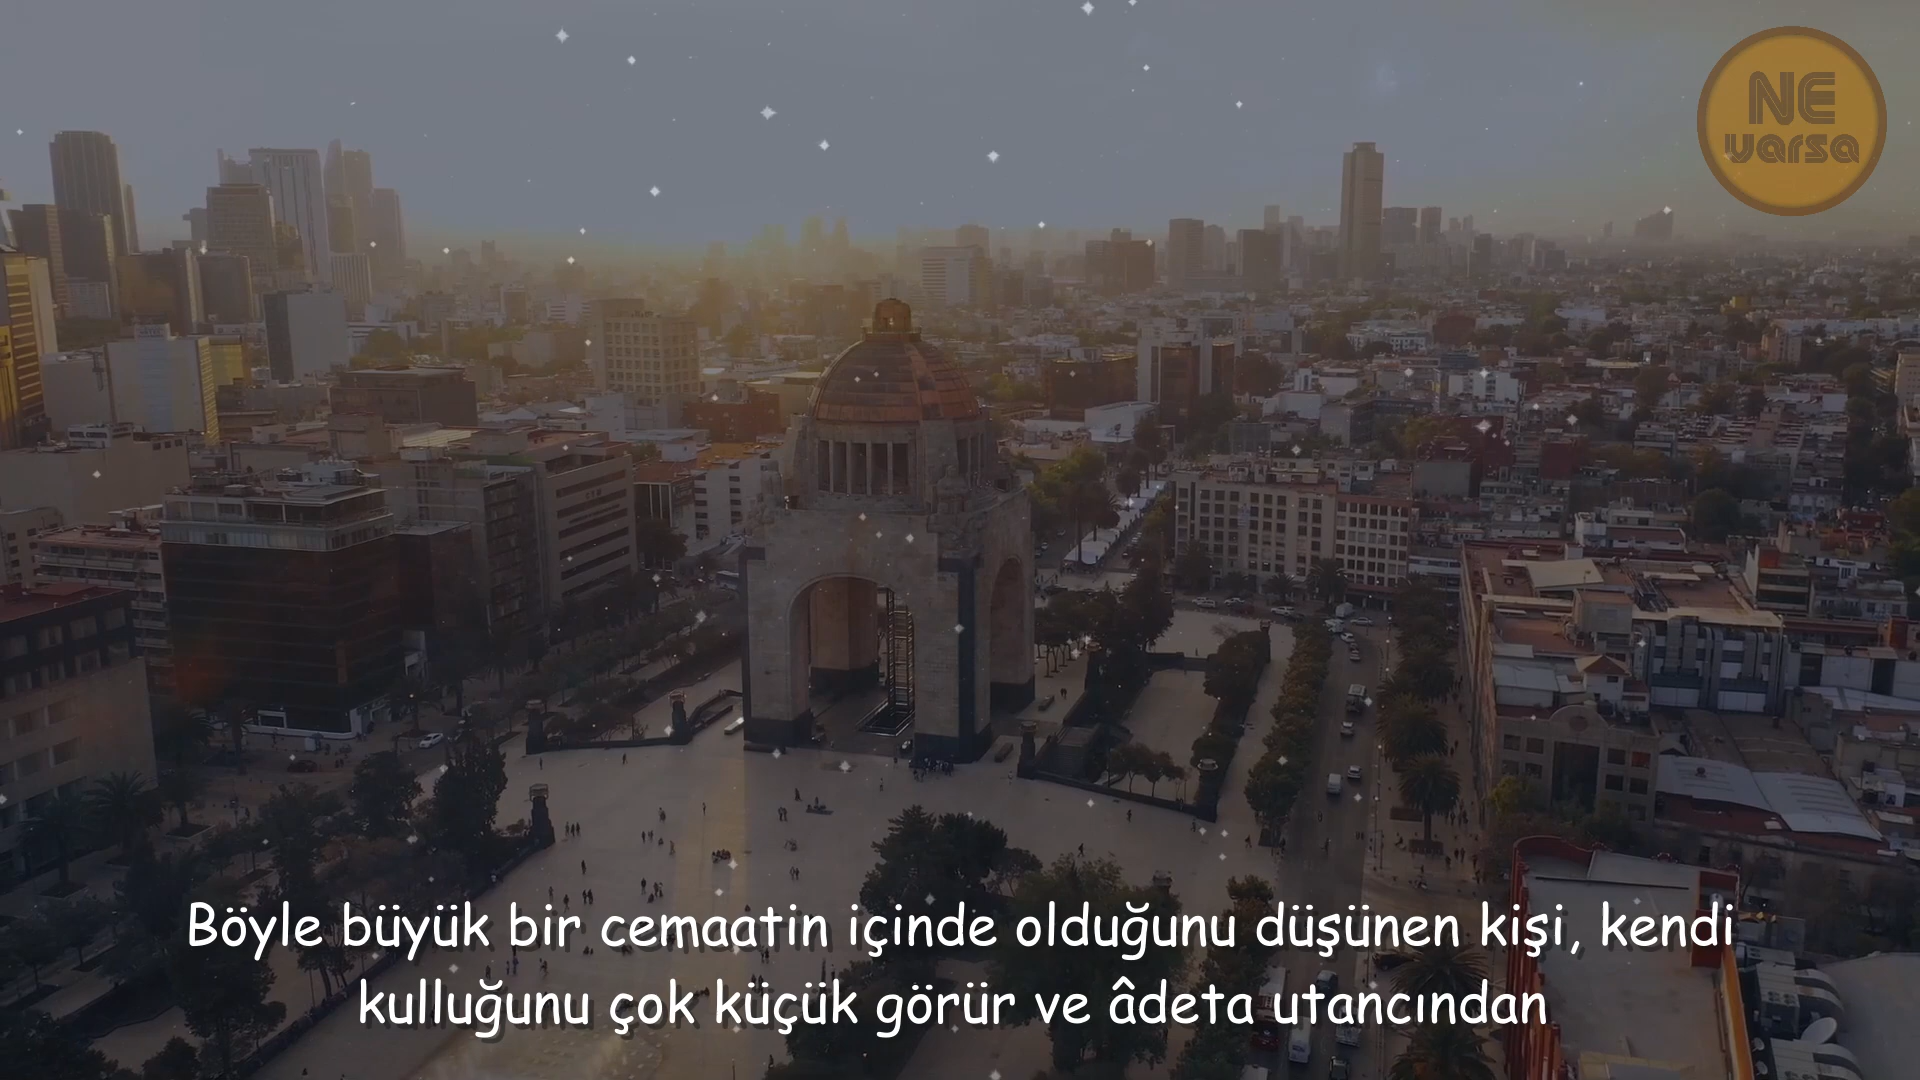 NE
varsa
Böyle büyük bir cemaatin içinde olduğunu düşünen kişi, kendi
kulluğunu çok küçük görür ve âdeta utancından